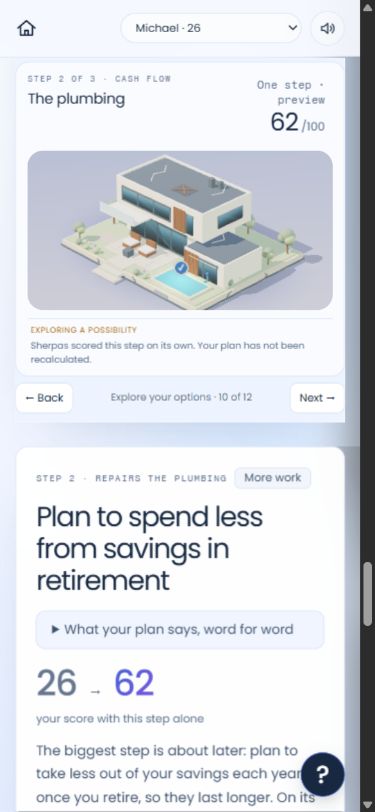 Michael · 26
STEP 2 OF 3 · CASH FLOW
The plumbing
One step ·
preview
62 /100
EXPLORING A POSSIBILITY
Sherpas scored this step on its own. Your plan has not been
recalculated.
← Back
Explore your options · 10 of 12
Next →
STEP 2 · REPAIRS THE PLUMBING
More work
Plan to spend less
from savings in
retirement
▶ What your plan says, word for word
26 → 62
your score with this step alone
The biggest step is about later: plan to
take less out of your savings each year
once you retire, so they last longer. On its
?